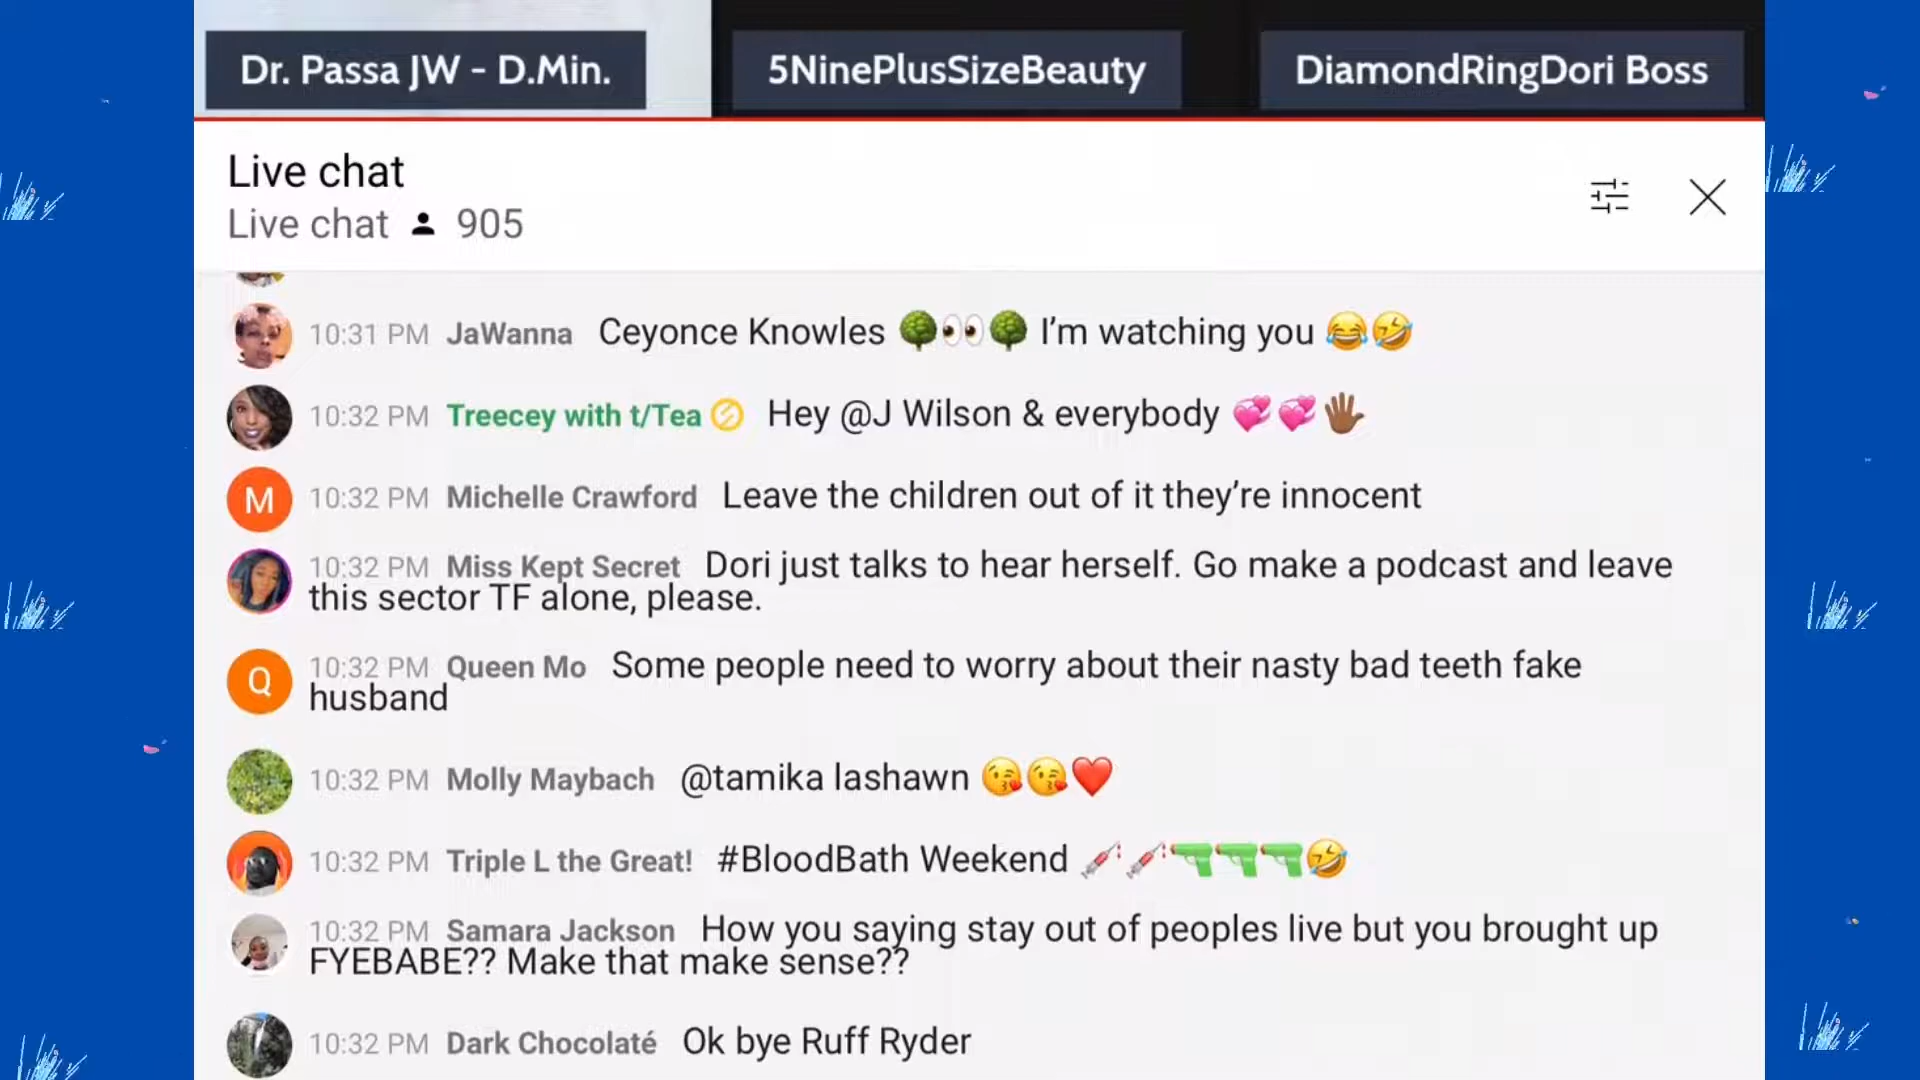 Dr. Passa JW - D.Min.
5NinePlusSizeBeauty
DiamondRingDori Boss
Live chat
Live chat 905
10:31 PM JaWanna Ceyonce Knowles 🌳👀🌳 I'm watching you 😂🤣
10:32 PM Treecey with t/Tea Hey @J Wilson & everybody 💞💞🖐🏾
M 10:32 PM Michelle Crawford Leave the children out of it they're innocent
10:32 PM Miss Kept Secret Dori just talks to hear herself. Go make a podcast and leave
this sector TF alone, please.
Q 10:32 PM Queen Mo Some people need to worry about their nasty bad teeth fake
husband
10:32 PM Molly Maybach @tamika lashawn 😘😘❤️
10:32 PM Triple L the Great! #BloodBath Weekend 💉💉🔫🔫🔫🤣
10:32 PM Samara Jackson How you saying stay out of peoples live but you brought up
FYEBABE?? Make that make sense??
10:32 PM Dark Chocolaté Ok bye Ruff Ryder